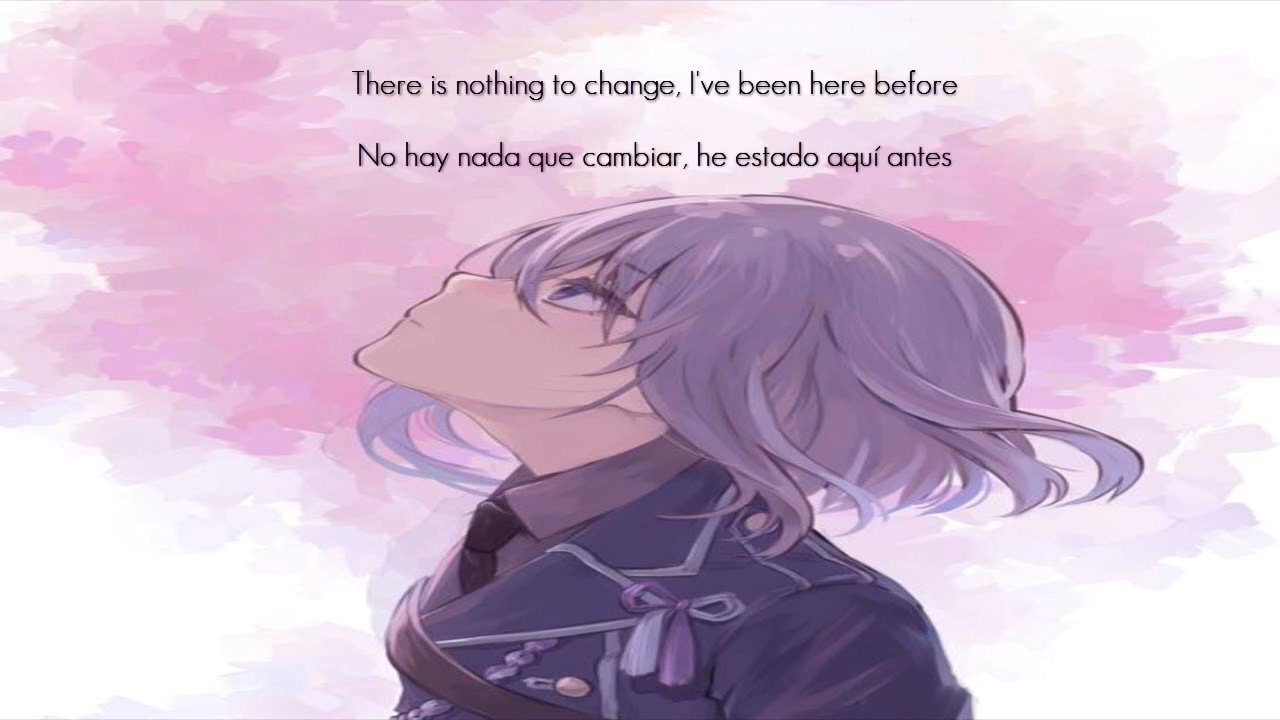 There is nothing to change, I've been here before
No hay nada que cambiar, he estado aquí antes